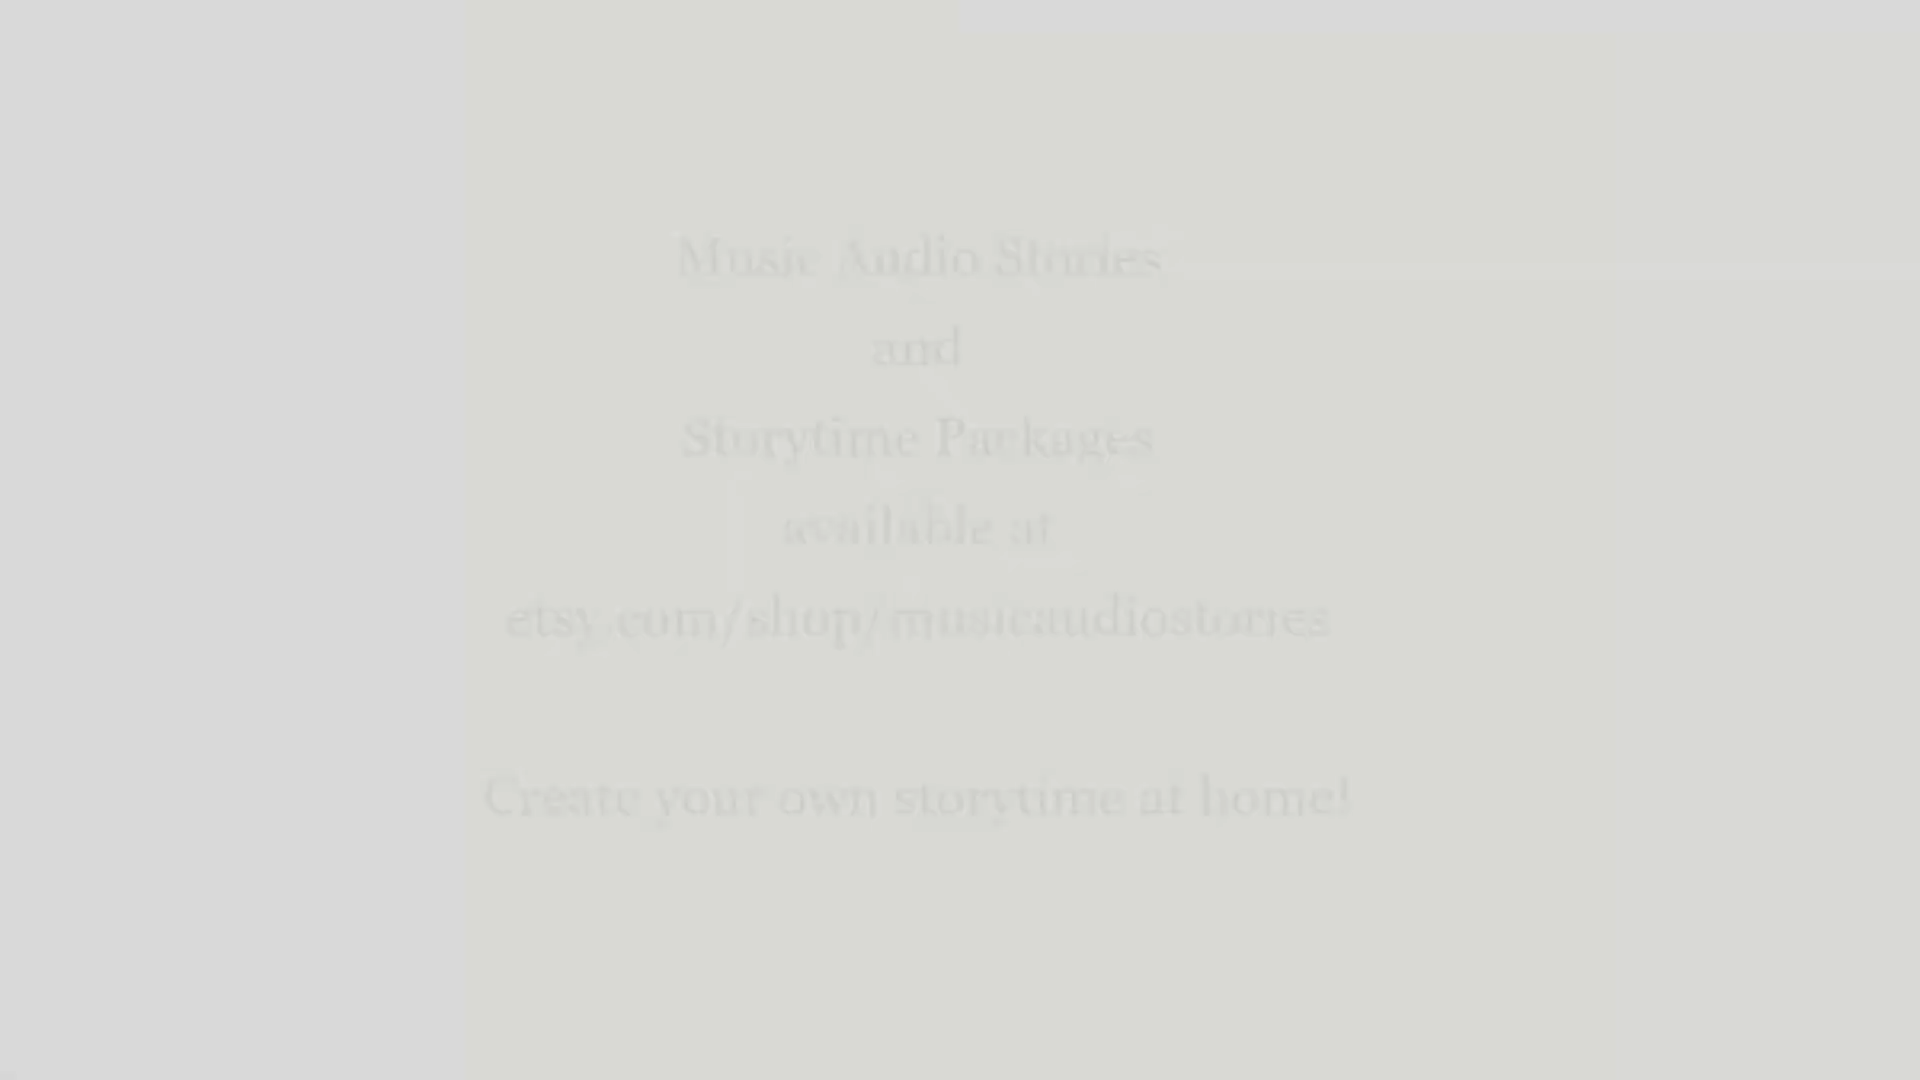 Music Audio Stories
and
Storytime Packages
available at
etsy.com/shop/musicaudiostories
Create your own storytime at home!